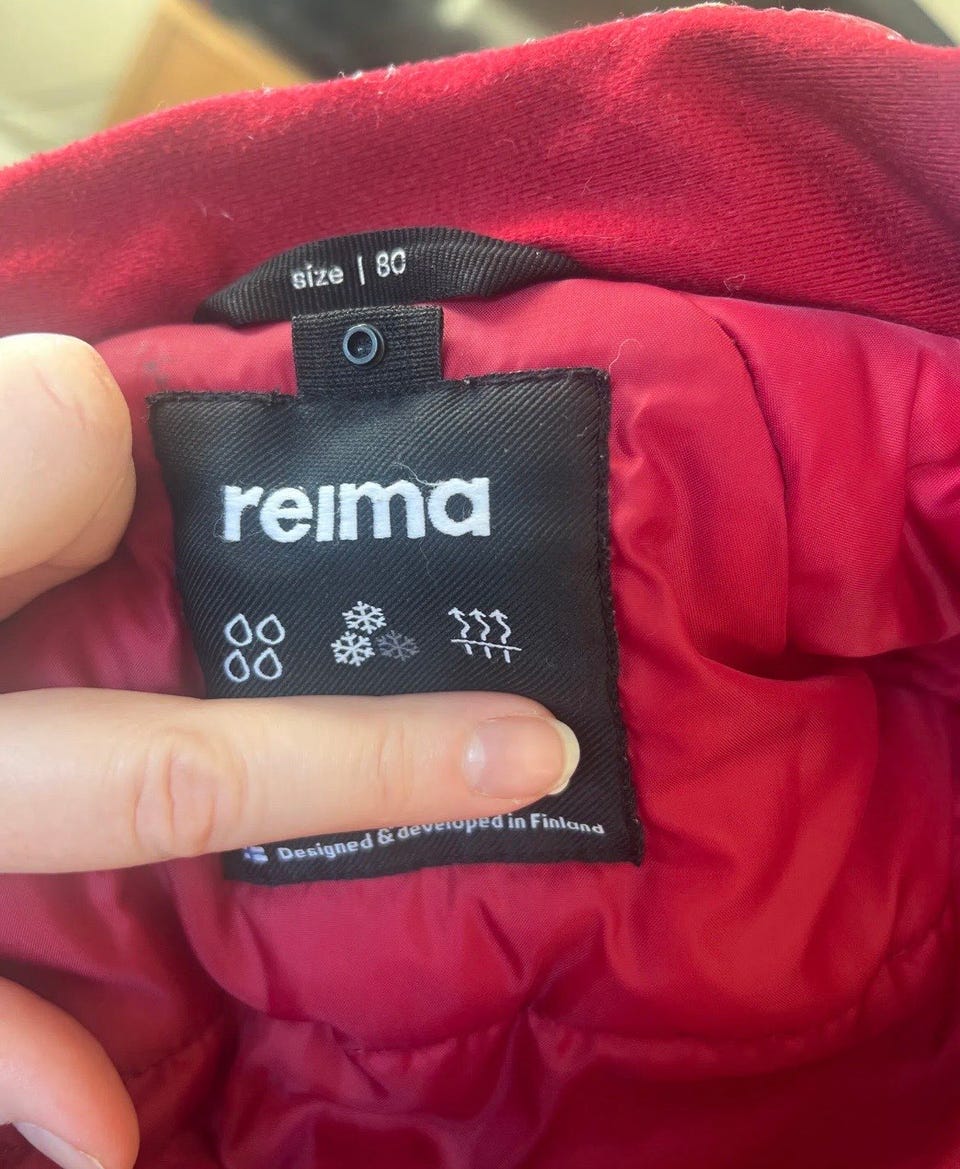 size | 80
reima
Designed & developed in Finland